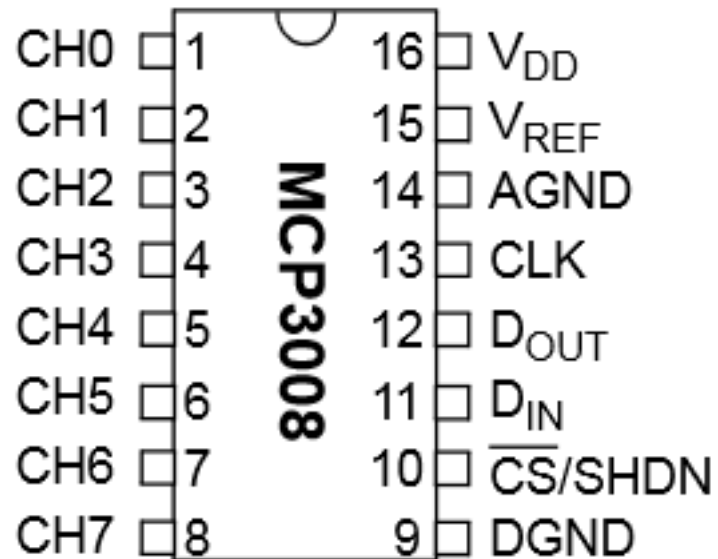 CH0 1 16 VDD
CH1 2 15 VREF
CH2 3 14 AGND
CH3 4 13 CLK
CH4 5 12 DOUT
CH5 6 11 DIN
CH6 7 10 C̅S̅/SHDN
CH7 8 9 DGND
MCP3008